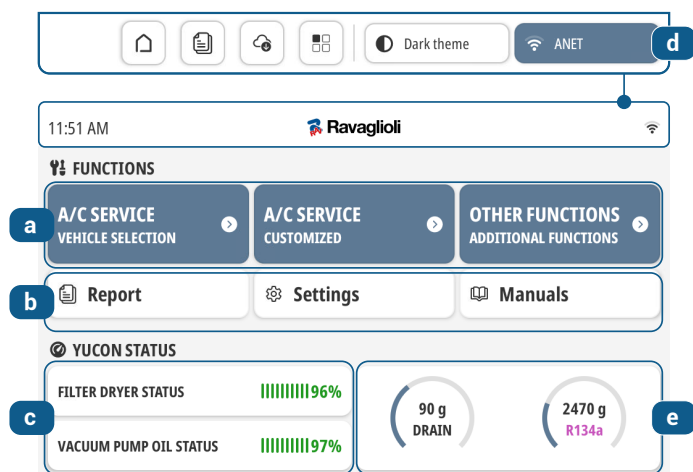 Dark theme
ANET
d
11:51 AM
Ravaglioli
FUNCTIONS
a
A/C SERVICE
VEHICLE SELECTION
A/C SERVICE
CUSTOMIZED
OTHER FUNCTIONS
ADDITIONAL FUNCTIONS
b
Report
Settings
Manuals
YUCON STATUS
c
FILTER DRYER STATUS
96%
VACUUM PUMP OIL STATUS
97%
90 g
DRAIN
2470 g
R134a
e